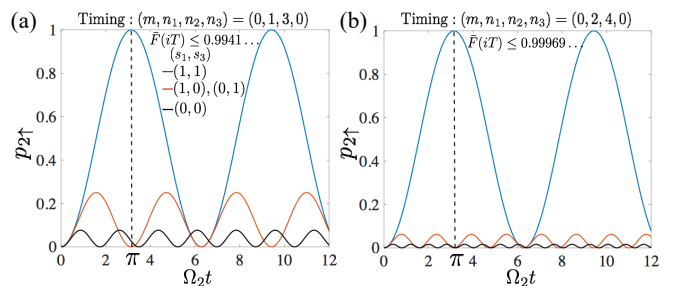 (a) Timing : (m, n₁, n₂, n₃) = (0, 1, 3, 0)
F̄(iT) ≤ 0.9941 …
(s₁, s₃)
(1, 1)
(1, 0), (0, 1)
(0, 0)
p₂↑
1
0.8
0.6
0.4
0.2
0
0 2 π 4 6 8 10 12
Ω₂t
(b) Timing : (m, n₁, n₂, n₃) = (0, 2, 4, 0)
F̄(iT) ≤ 0.99969 …
p₂↑
1
0.8
0.6
0.4
0.2
0
0 2 π 4 6 8 10 12
Ω₂t